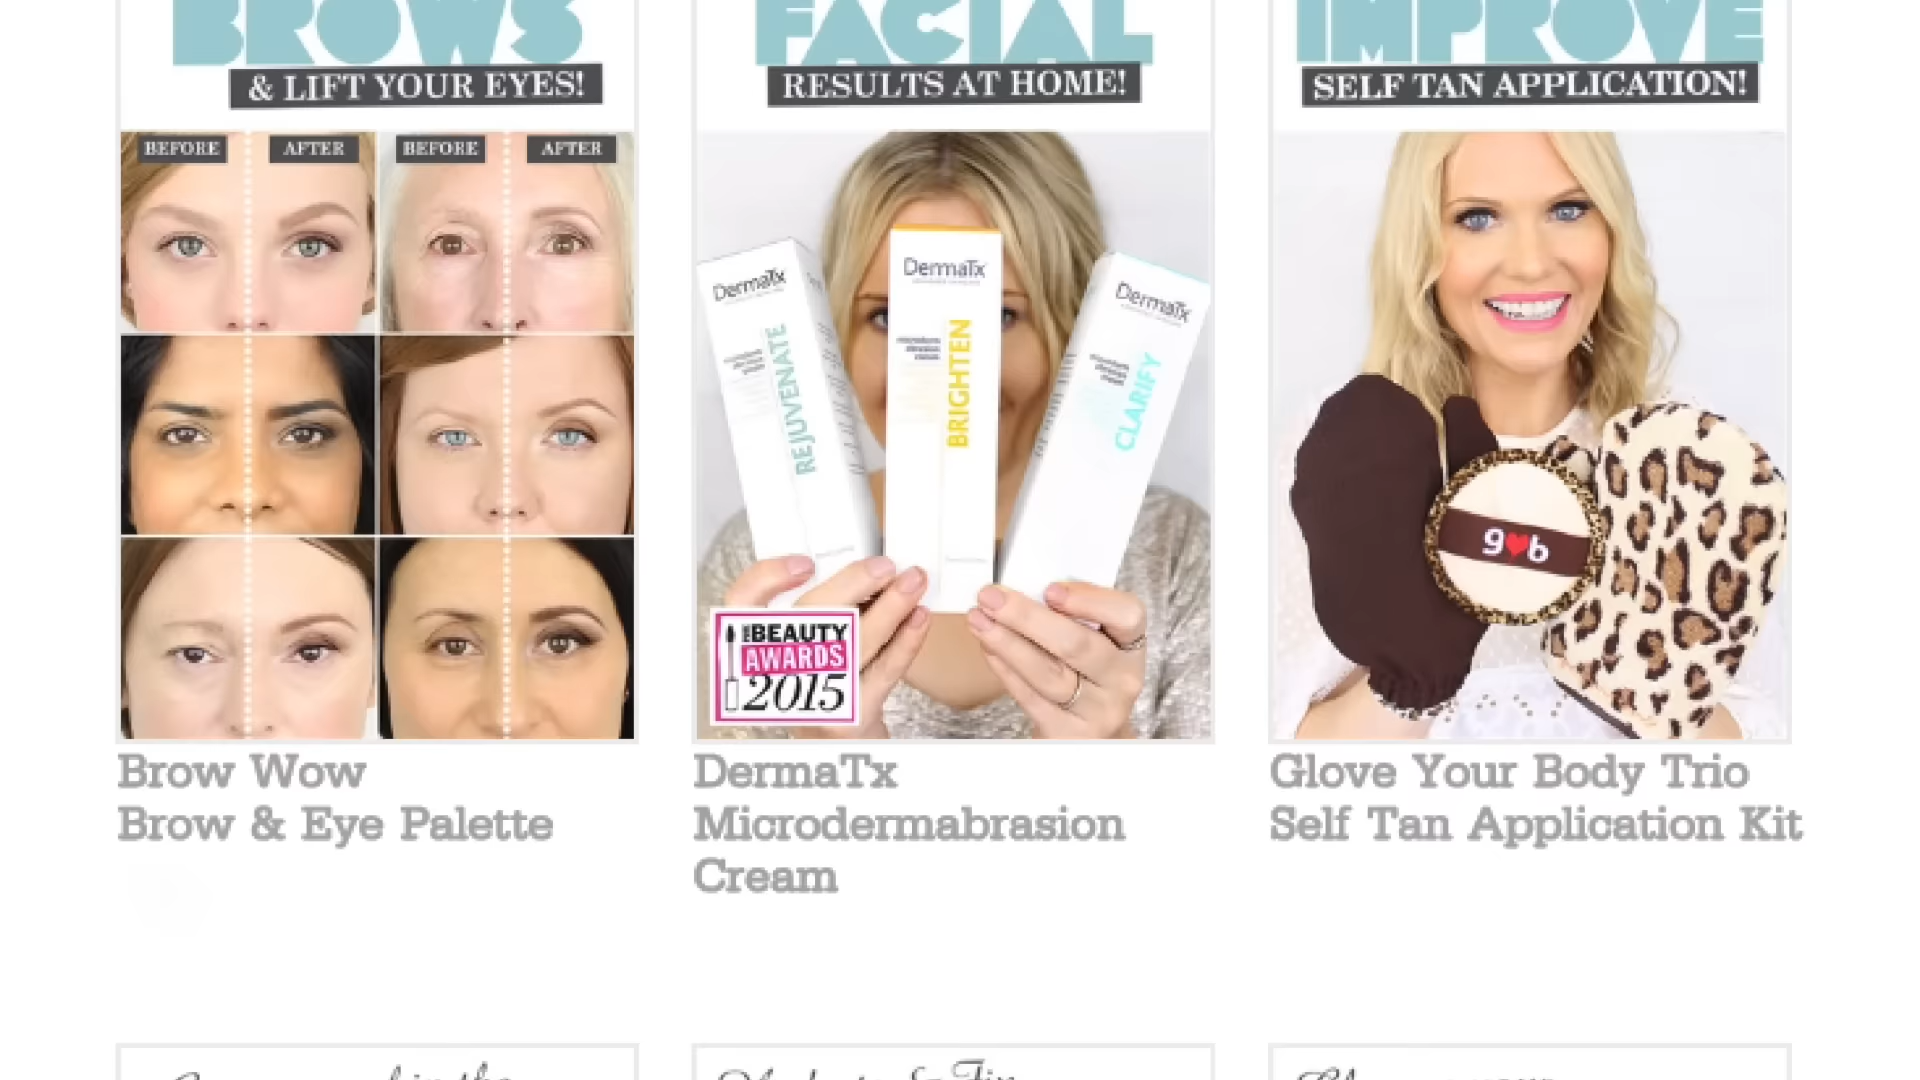 BROWS
& LIFT YOUR EYES!
BEFORE
AFTER
BEFORE
AFTER
Brow Wow
Brow & Eye Palette
FACIAL
RESULTS AT HOME!
DermaTx
REJUVENATE
DermaTx
BRIGHTEN
DermaTx
CLARIFY
BEAUTY
AWARDS
2015
DermaTx
Microdermabrasion
Cream
IMPROVE
SELF TAN APPLICATION!
g♥b
Glove Your Body Trio
Self Tan Application Kit
in the